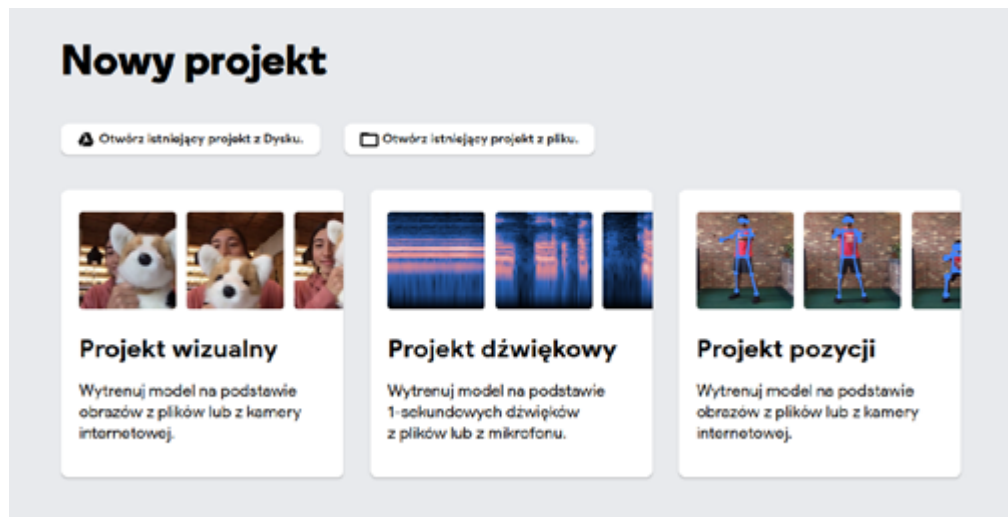 Nowy projekt
Otwórz istniejący projekt z Dysku.
Otwórz istniejący projekt z pliku.
Projekt wizualny
Wytrenuj model na podstawie
obrazów z plików lub z kamery
internetowej.
Projekt dźwiękowy
Wytrenuj model na podstawie
1-sekundowych dźwięków
z plików lub z mikrofonu.
Projekt pozycji
Wytrenuj model na podstawie
obrazów z plików lub z kamery
internetowej.